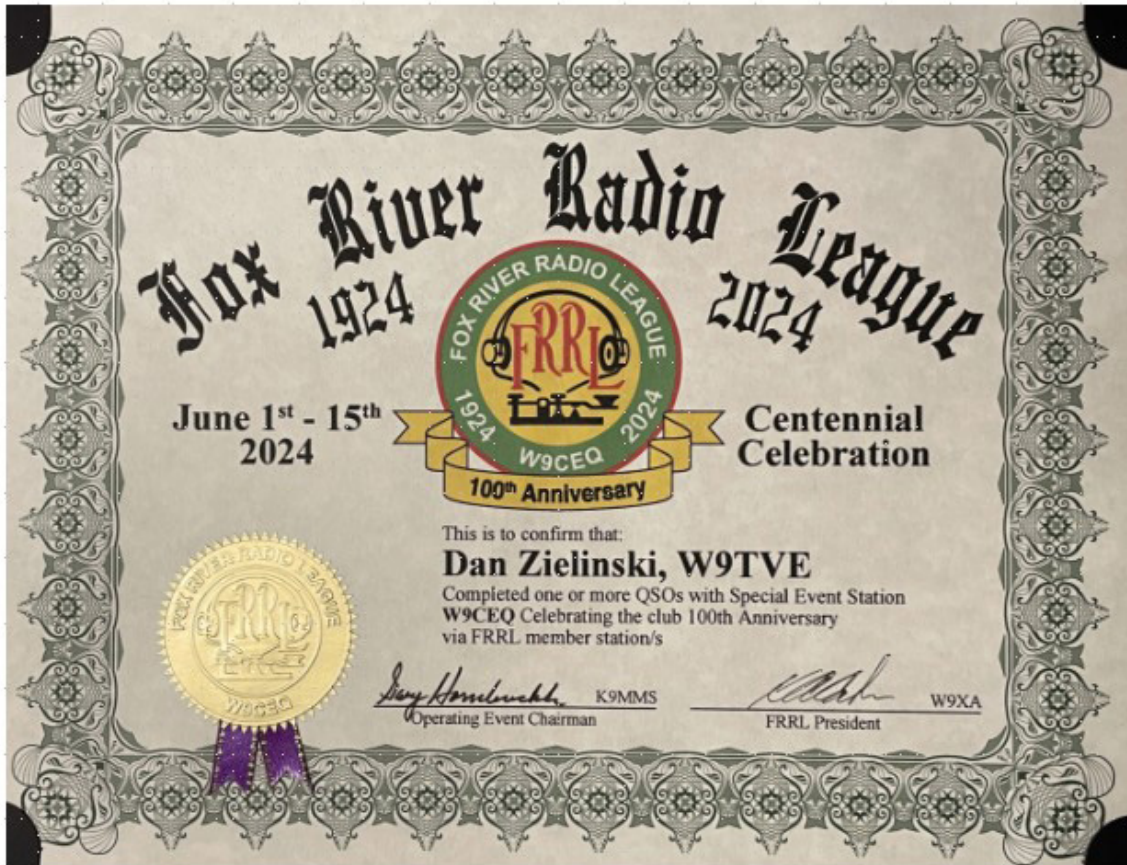 Fox River Radio League
1924 2024
FOX RIVER RADIO LEAGUE
FRRL
1924 2024
W9CEQ
100th Anniversary
June 1st - 15th
2024
Centennial
Celebration
This is to confirm that:
Dan Zielinski, W9TVE
Completed one or more QSOs with Special Event Station
W9CEQ Celebrating the club 100th Anniversary
via FRRL member station/s
FOX RIVER RADIO LEAGUE
FRRL
W9CEQ
K9MMS
Operating Event Chairman
W9XA
FRRL President